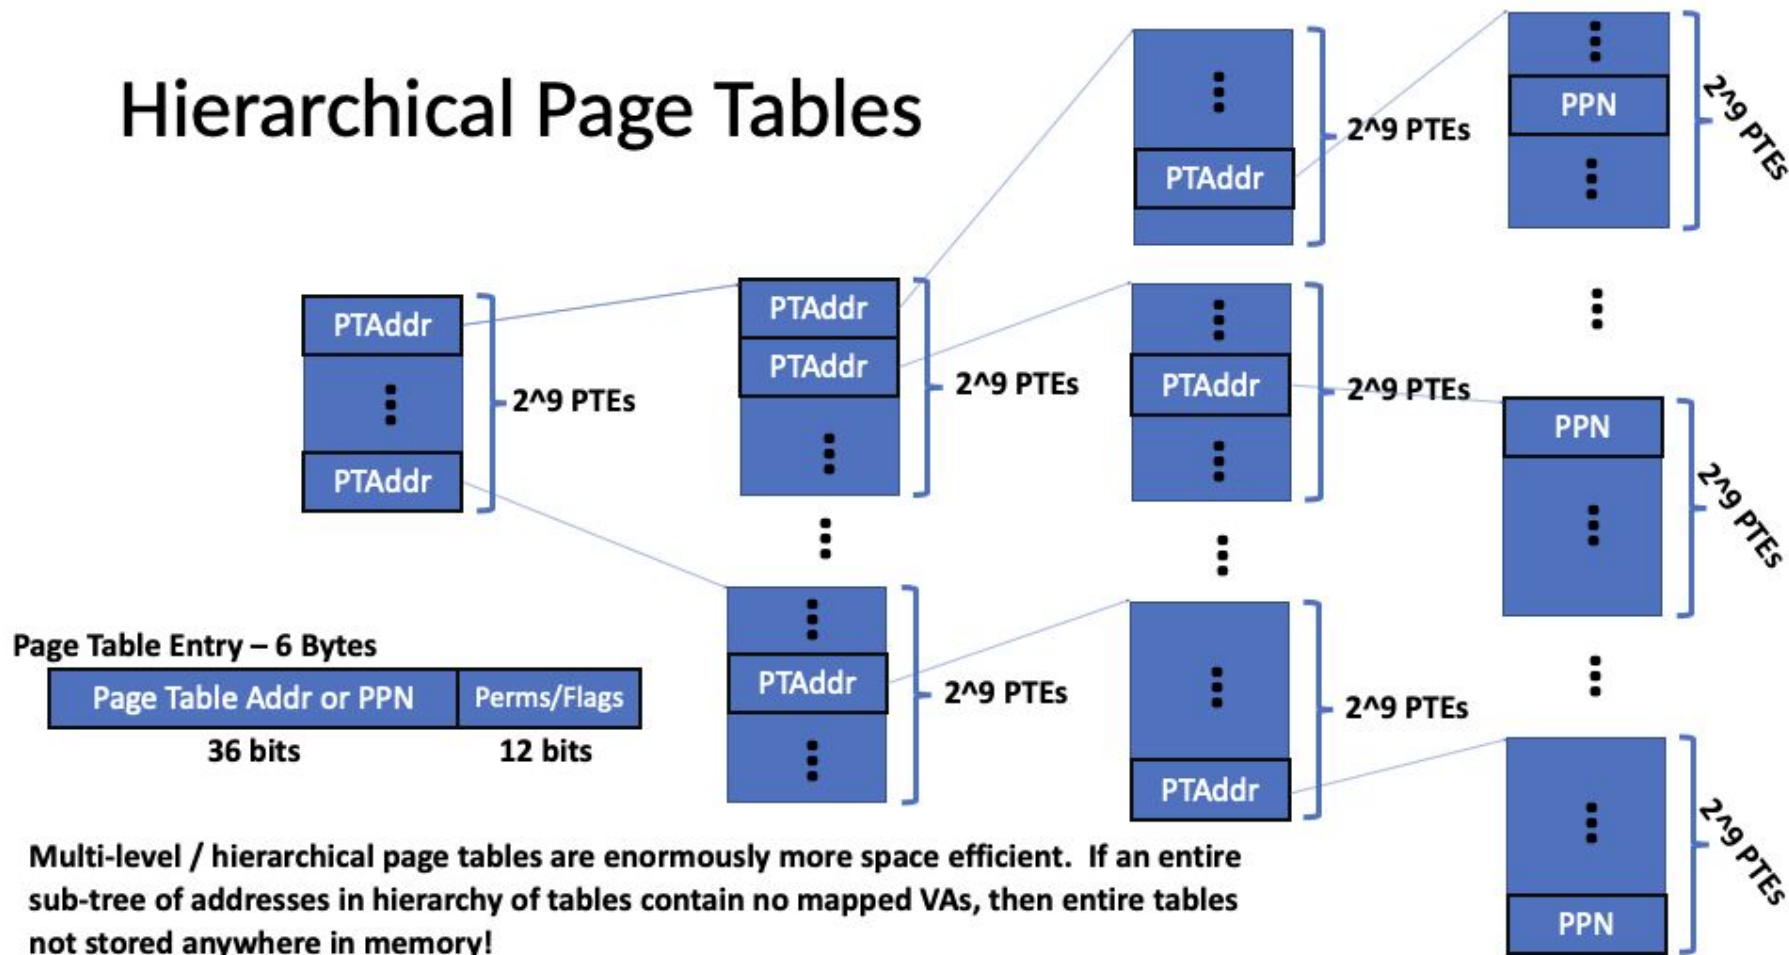 Hierarchical Page Tables
PTAddr
PTAddr
2^9 PTEs
PTAddr
PTAddr
2^9 PTEs
PTAddr
2^9 PTEs
PTAddr
2^9 PTEs
PTAddr
2^9 PTEs
PTAddr
2^9 PTEs
PPN
2^9 PTEs
PPN
2^9 PTEs
PPN
2^9 PTEs
Page Table Entry – 6 Bytes
Page Table Addr or PPN Perms/Flags
36 bits 12 bits
Multi-level / hierarchical page tables are enormously more space efficient. If an entire
sub-tree of addresses in hierarchy of tables contain no mapped VAs, then entire tables
not stored anywhere in memory!